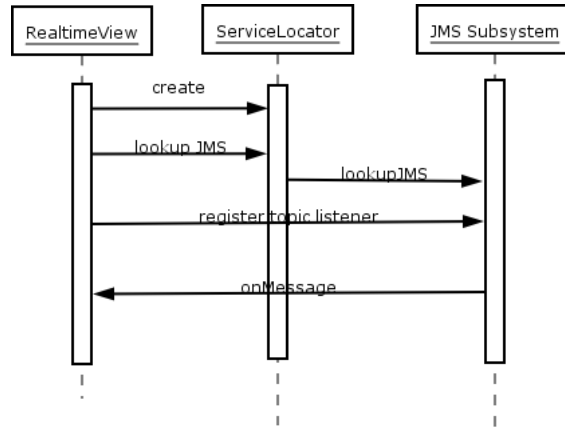 RealtimeView
ServiceLocator
JMS Subsystem
create
lookup JMS
lookupJMS
register topic listener
onMessage